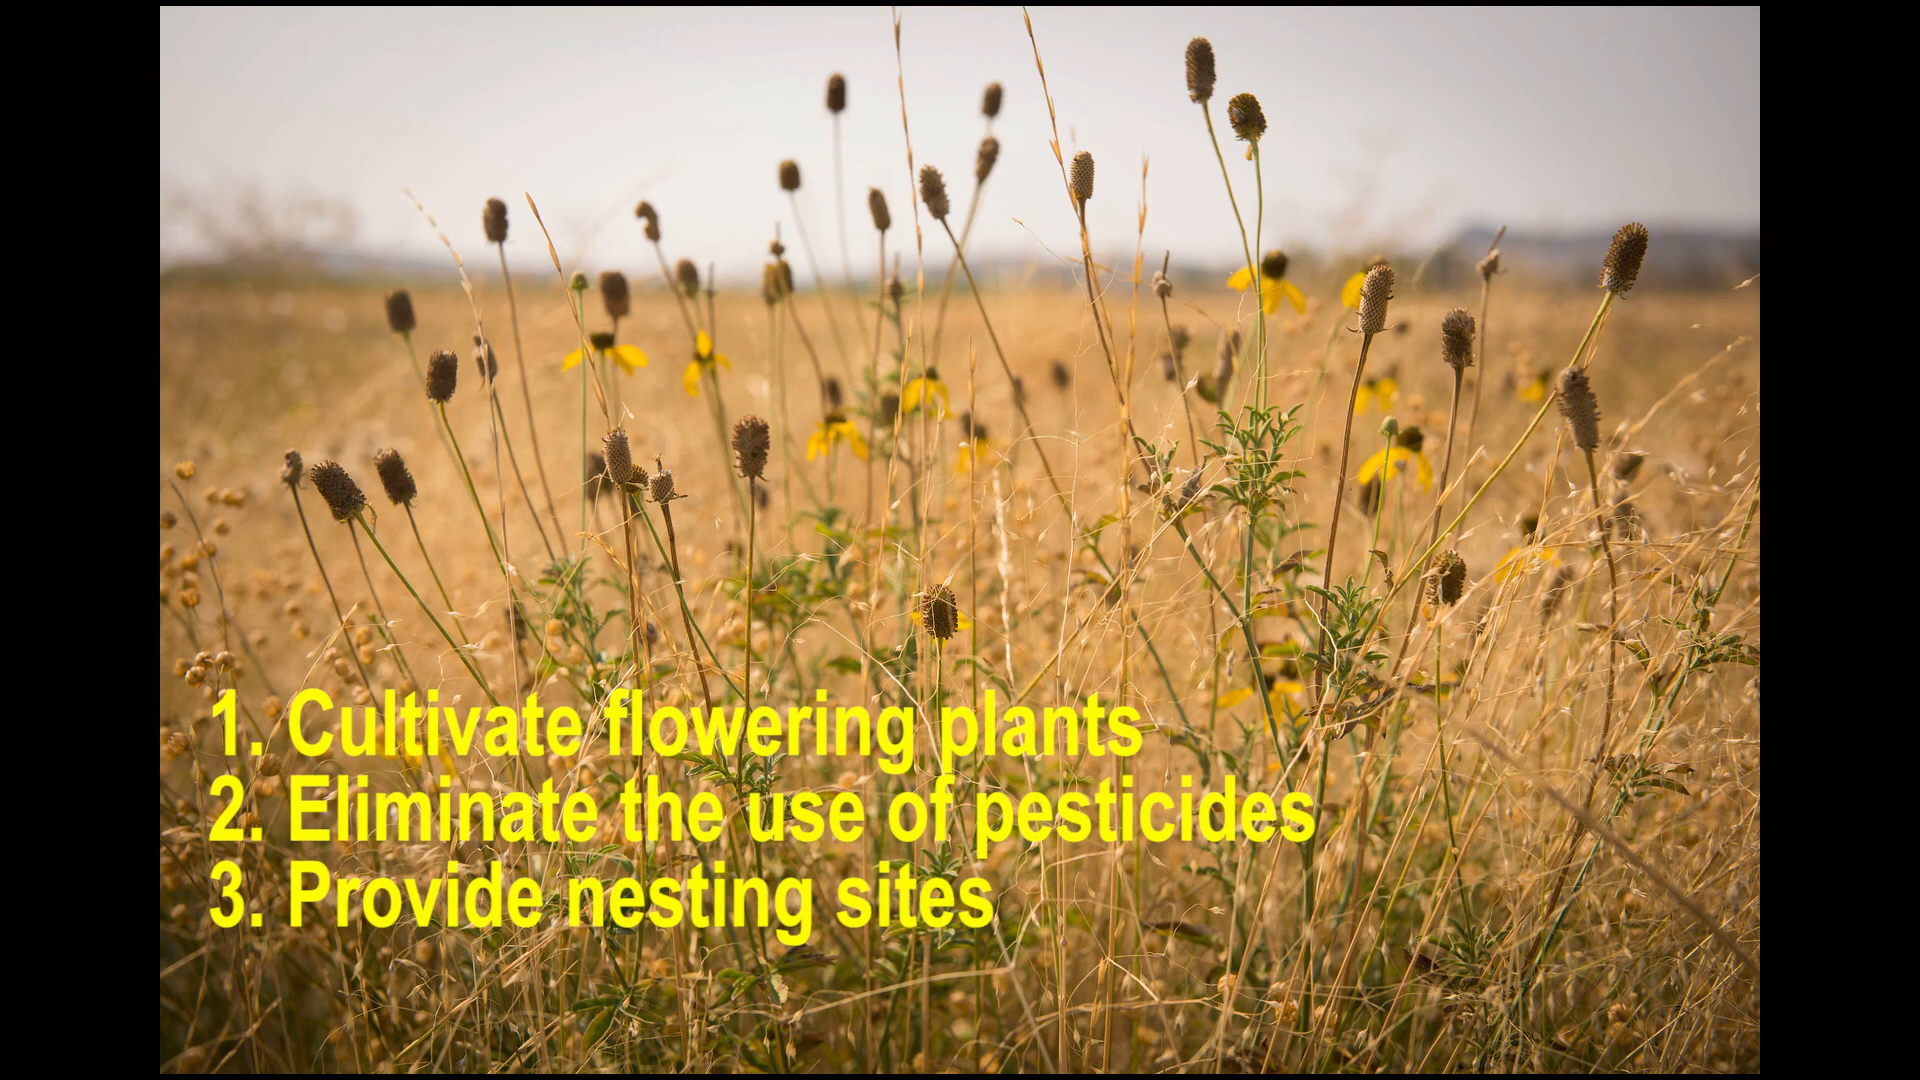 1. Cultivate flowering plants
2. Eliminate the use of pesticides
3. Provide nesting sites